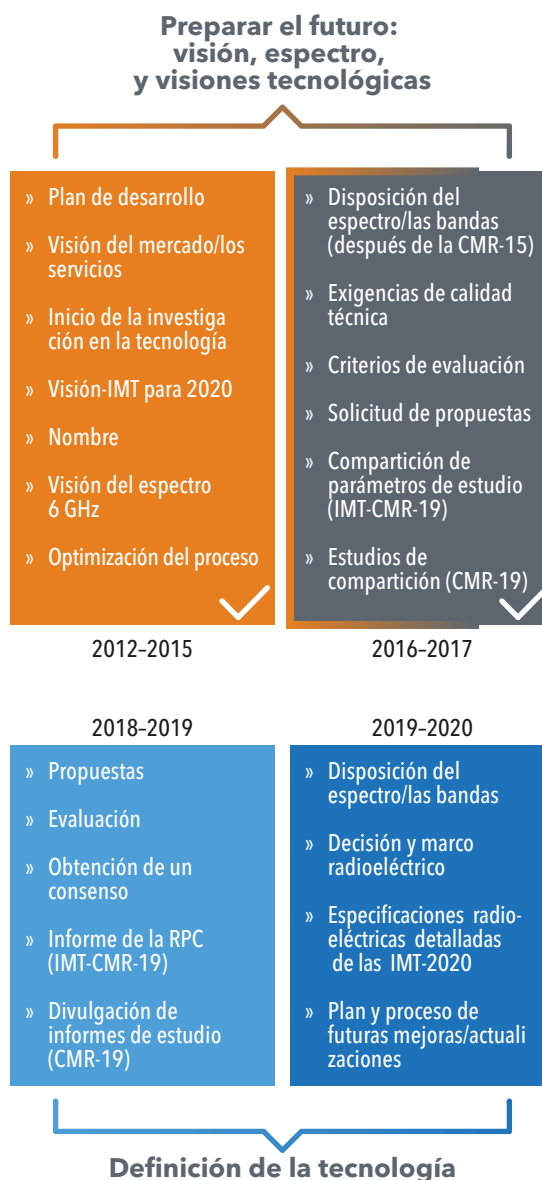 Preparar el futuro:
visión, espectro,
y visiones tecnológicas
» Plan de desarrollo
» Visión del mercado/los
servicios
» Inicio de la investiga
ción en la tecnología
» Visión-IMT para 2020
» Nombre
» Visión del espectro
6 GHz
» Optimización del proceso
2012–2015
» Disposición del
espectro/las bandas
(después de la CMR-15)
» Exigencias de calidad
técnica
» Criterios de evaluación
» Solicitud de propuestas
» Compartición de
parámetros de estudio
(IMT-CMR-19)
» Estudios de
compartición (CMR-19)
2016–2017
2018–2019
» Propuestas
» Evaluación
» Obtención de un
consenso
» Informe de la RPC
(IMT-CMR-19)
» Divulgación de
informes de estudio
(CMR-19)
2019–2020
» Disposición del
espectro/las bandas
» Decisión y marco
radioeléctrico
» Especificaciones radio-
eléctricas detalladas
de las IMT-2020
» Plan y proceso de
futuras mejoras/actuali
zaciones
Definición de la tecnología